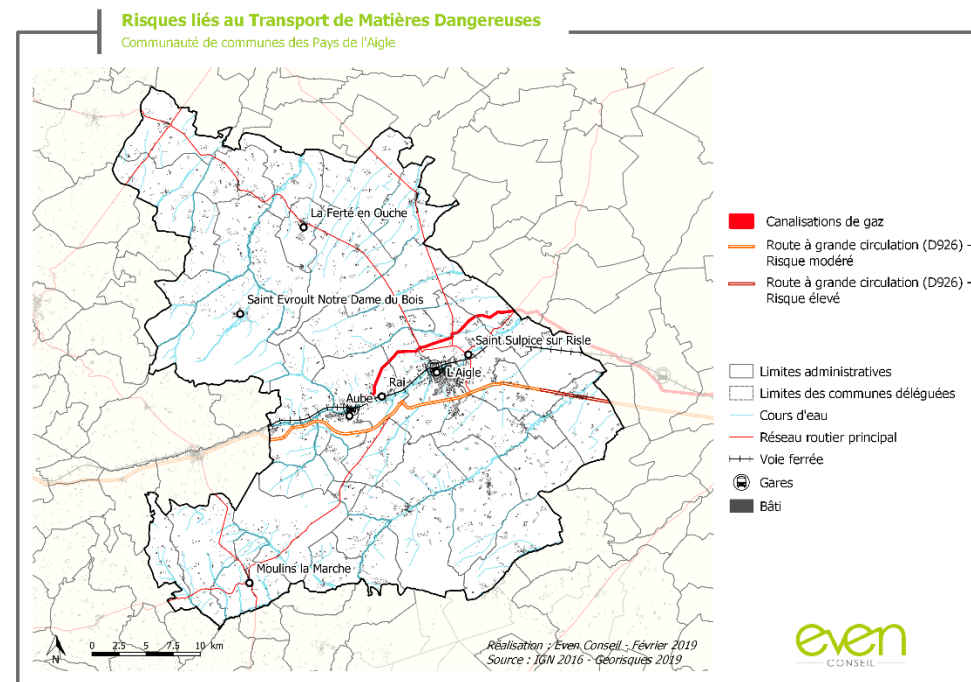 Risques liés au Transport de Matières Dangereuses
Communauté de communes des Pays de l'Aigle
La Ferté en Ouche
Saint Evroult Notre Dame du Bois
Saint Sulpice sur Risle
L'Aigle
Rai
Aube
Moulins la Marche
Canalisations de gaz
Route à grande circulation (D926) -
Risque modéré
Route à grande circulation (D926) -
Risque élevé
Limites administratives
Limites des communes déléguées
Cours d'eau
Réseau routier principal
Voie ferrée
Gares
Bâti
N
0 2.5 5 7.5 10 km
Réalisation : Even Conseil - Février 2019
Source : IGN 2016 - Géorisques 2019
even
CONSEIL